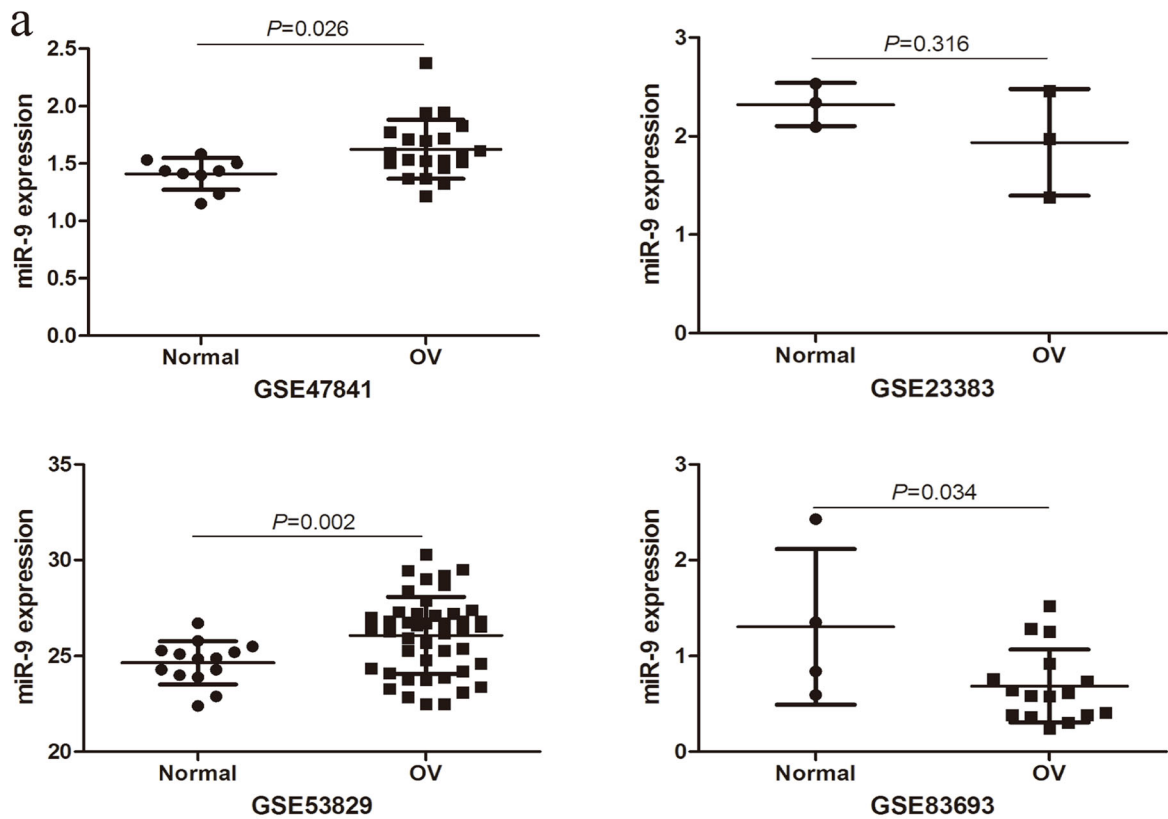 a
P=0.026
2.5
2.0
1.5
1.0
0.5
0.0
miR-9 expression
Normal
OV
GSE47841
P=0.316
3
2
1
0
miR-9 expression
Normal
OV
GSE23383
P=0.002
35
30
25
20
miR-9 expression
Normal
OV
GSE53829
P=0.034
3
2
1
0
miR-9 expression
Normal
OV
GSE83693